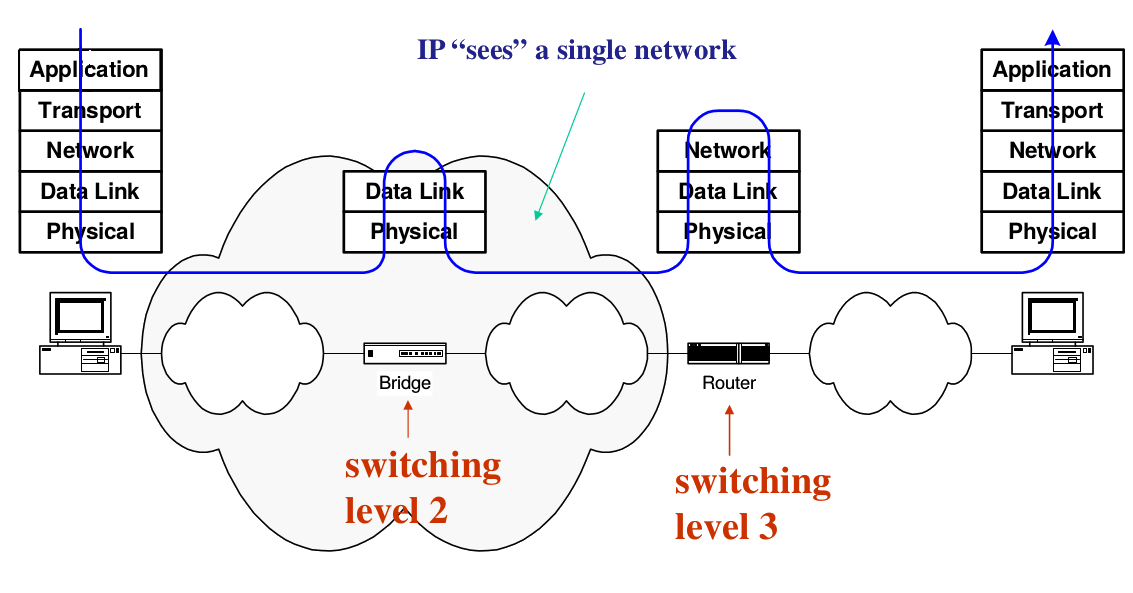 IP “sees” a single network
Application
Transport
Network
Data Link
Physical
Data Link
Physical
Network
Data Link
Physical
Application
Transport
Network
Data Link
Physical
Bridge
Router
switching
level 2
switching
level 3